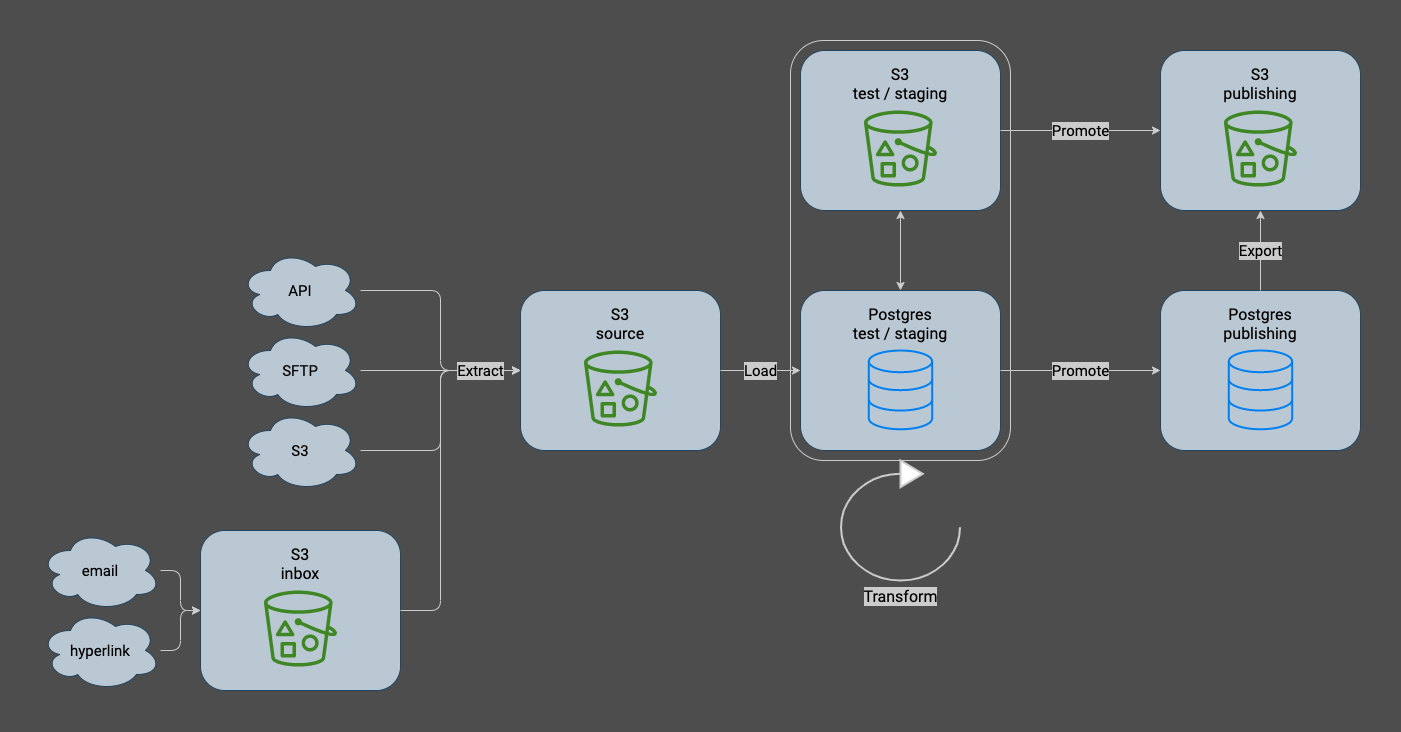 S3
test / staging
S3
publishing
Promote
Export
API
SFTP
S3
Extract
S3
source
Load
Postgres
test / staging
Promote
Postgres
publishing
Transform
email
hyperlink
S3
inbox